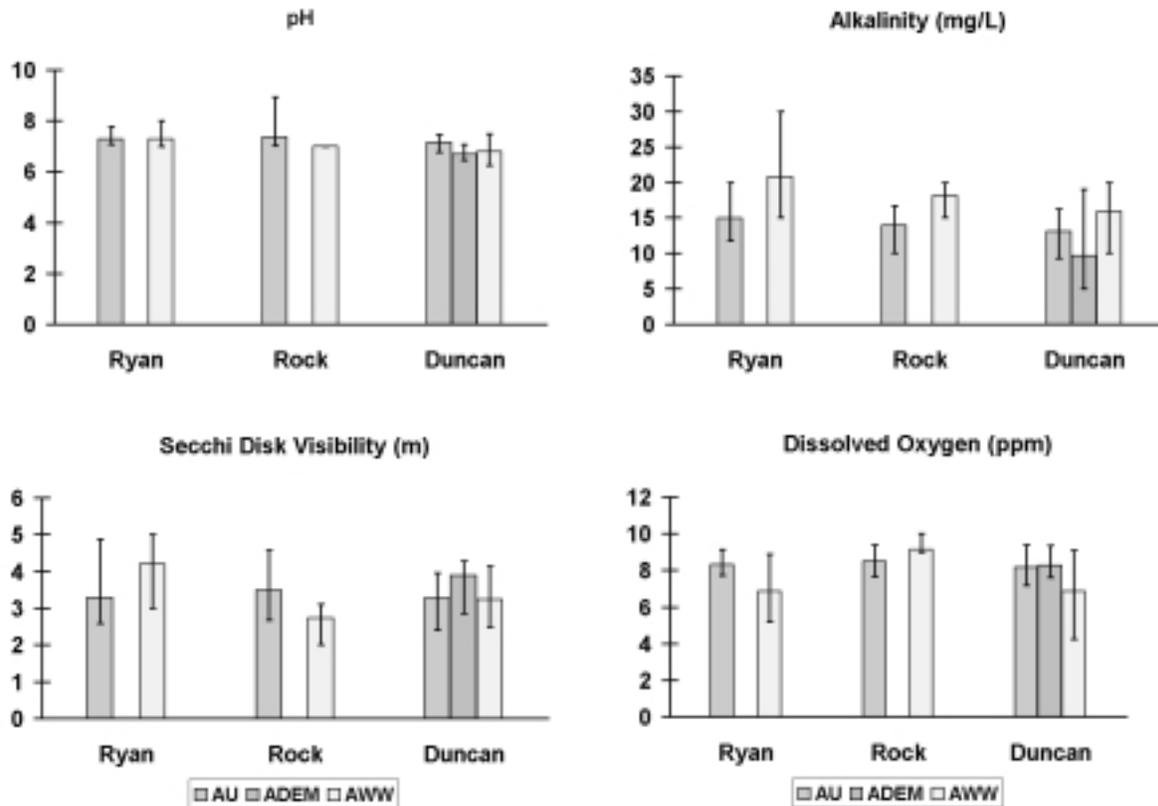 pH
10
8
6
4
2
0
Ryan Rock Duncan
Alkalinity (mg/L)
35
30
25
20
15
10
5
0
Ryan Rock Duncan
Secchi Disk Visibility (m)
6
5
4
3
2
1
0
Ryan Rock Duncan
AU ADEM AWW
Dissolved Oxygen (ppm)
12
10
8
6
4
2
0
Ryan Rock Duncan
AU ADEM AWW